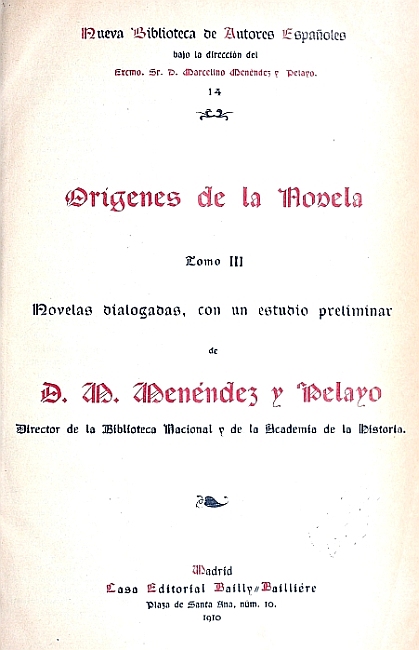 Nueva Biblioteca de Autores Españoles
bajo la dirección del
Excmo. Sr. D. Marcelino Menéndez y Pelayo.
14
Orígenes de la Novela
Tomo III
Novelas dialogadas, con un estudio preliminar
de
D. M. Menéndez y Pelayo
Director de la Biblioteca Nacional y de la Academia de la Historia.
Madrid
Casa Editorial Bailly-Bailliére
Plaza de Santa Ana, núm. 10.
1910